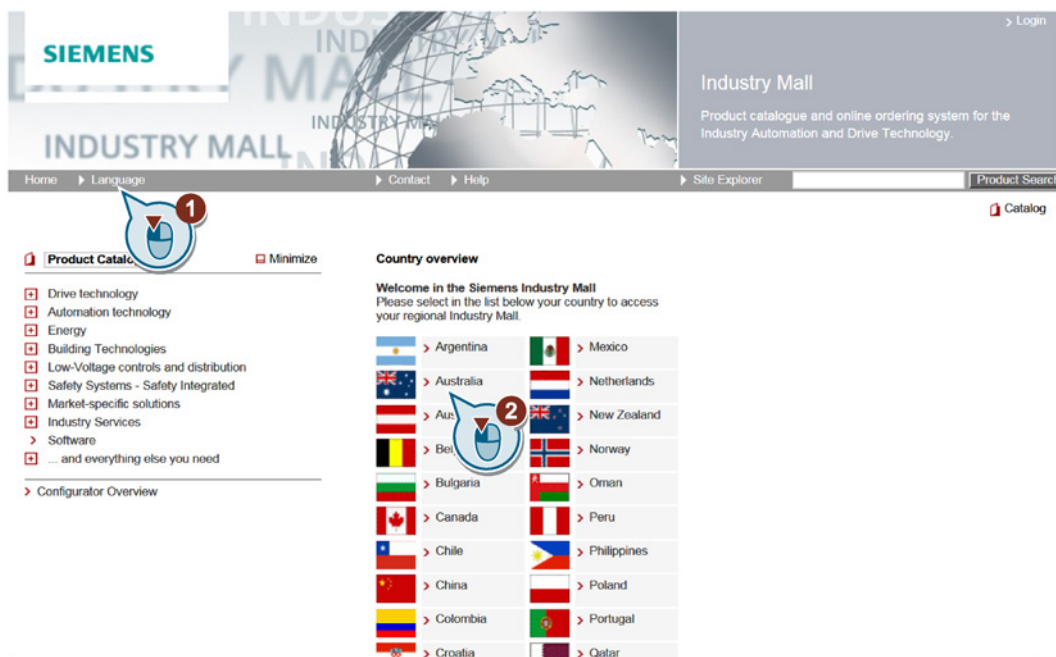 > Login
SIEMENS
INDUSTRY MALL
Industry Mall
Product catalogue and online ordering system for the
Industry Automation and Drive Technology.
Home
Language
Contact
Help
Site Explorer
Product Search
1
Catalog
Product Catalo
Minimize
Drive technology
Automation technology
Energy
Building Technologies
Low-Voltage controls and distribution
Safety Systems - Safety Integrated
Market-specific solutions
Industry Services
> Software
... and everything else you need
> Configurator Overview
Country overview
Welcome in the Siemens Industry Mall
Please select in the list below your country to access
your regional Industry Mall.
> Argentina
> Mexico
> Australia
> Netherlands
> Aus
2
> New Zealand
> Bel
> Norway
> Bulgaria
> Oman
> Canada
> Peru
> Chile
> Philippines
> China
> Poland
> Colombia
> Portugal
> Croatia
> Qatar